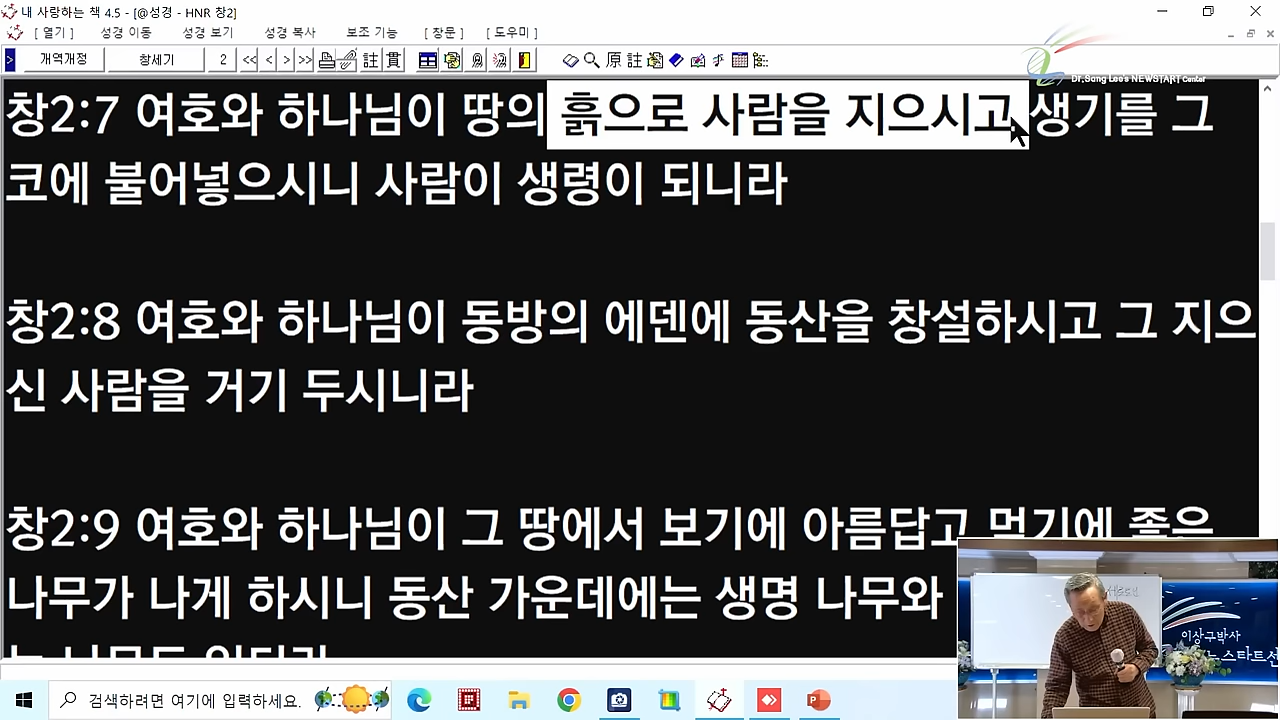 내 사랑하는 책 4.5 - [@성경 - HNR 창2]
[ 열기 ] 성경 이동 성경 보기 성경 복사 보조 기능 [ 창문 ] [ 도우미 ]
> 개역개정 창세기 2 << < > >> 註 貫 原 註
Dr.Sang Lee's NEWSTART Center
창2:7 여호와 하나님이 땅의 흙으로 사람을 지으시고 생기를 그
코에 불어넣으시니 사람이 생령이 되니라
창2:8 여호와 하나님이 동방의 에덴에 동산을 창설하시고 그 지으
신 사람을 거기 두시니라
창2:9 여호와 하나님이 그 땅에서 보기에 아름답고 먹기에 좋은
나무가 나게 하시니 동산 가운데에는 생명 나무와
이상구박사
스타트센
검색하려면 여기에 입력하세요.